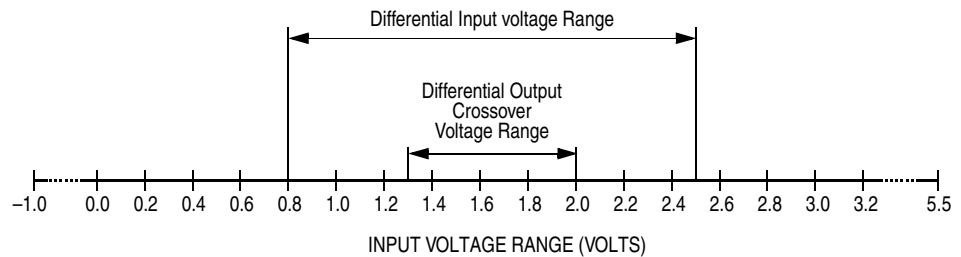 Differential Input voltage Range
Differential Output
Crossover
Voltage Range
–1.0 0.0 0.2 0.4 0.6 0.8 1.0 1.2 1.4 1.6 1.8 2.0 2.2 2.4 2.6 2.8 3.0 3.2 5.5
INPUT VOLTAGE RANGE (VOLTS)